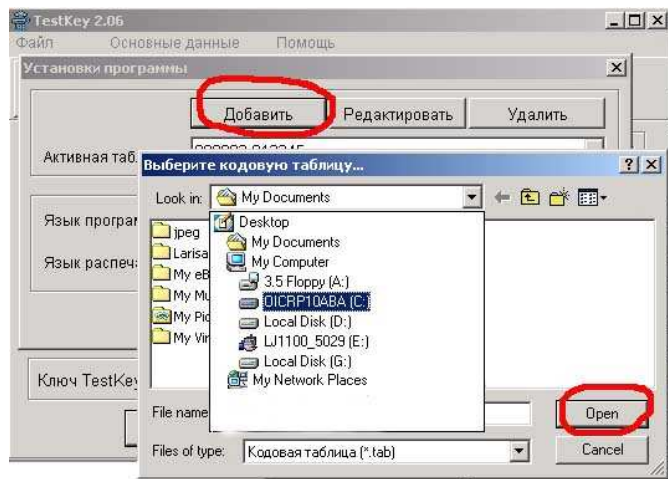 TestKey 2.06
Файл Основные данные Помощь
Установки программы
Добавить Редактировать Удалить
Активная таб.
Выберите кодовую таблицу...
Look in: My Documents
Язык програм
Язык распеча
jpeg
Larisa
My eB
My Mu
My Pic
My Vir
Desktop
My Documents
My Computer
3.5 Floppy (A:)
OICRP10ABA (C:)
Local Disk (D:)
LJ1100_5029 (E:)
Local Disk (G:)
My Network Places
Ключ TestKey
File name
Open
Files of type: Кодовая таблица (*.tab)
Cancel